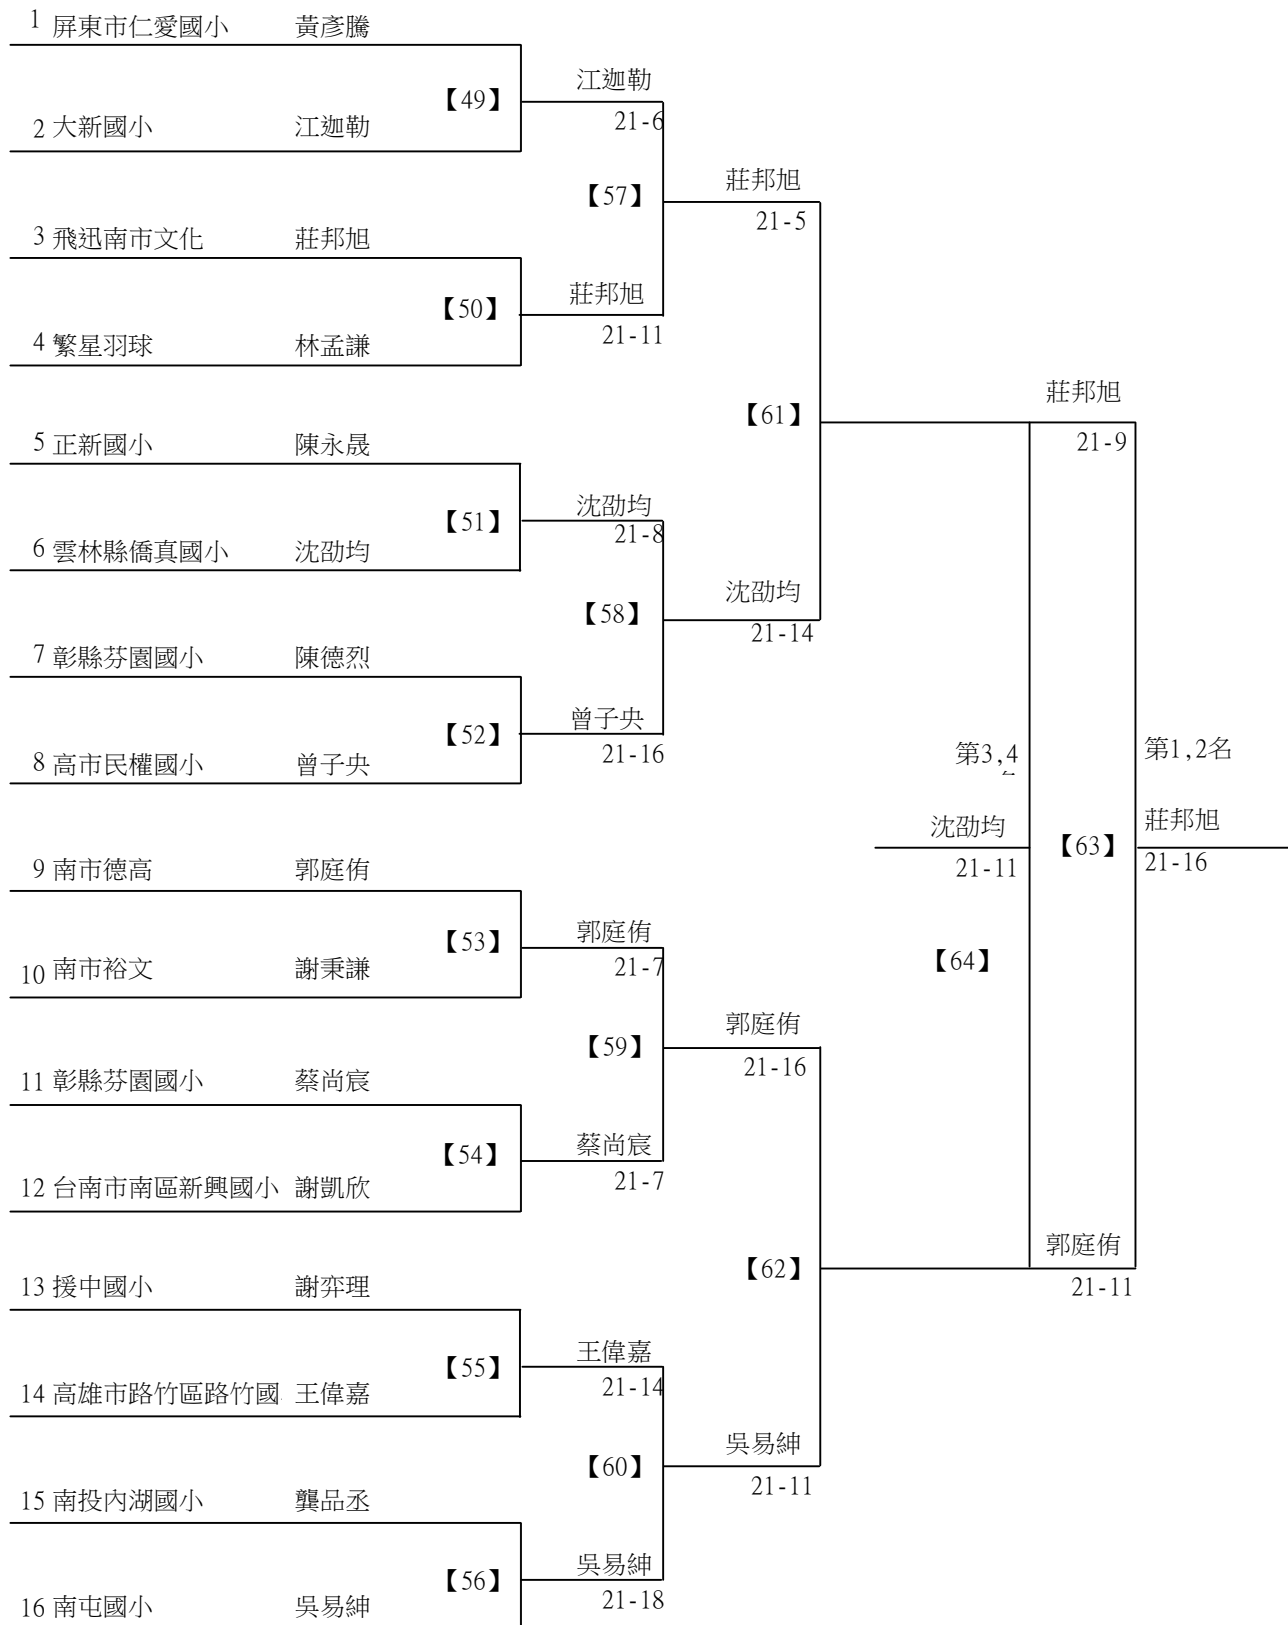 1 屏東市仁愛國小 黃彥騰
江迦勒
【49】
21-6
2 大新國小 江迦勒
莊邦旭
【57】
21-5
3 飛迅南市文化 莊邦旭
莊邦旭
【50】
21-11
4 繁星羽球 林孟謙
莊邦旭
【61】
21-9
5 正新國小 陳永晟
沈劭均
【51】
21-8
6 雲林縣僑真國小 沈劭均
沈劭均
【58】
21-14
7 彰縣芬園國小 陳德烈
曾子央
【52】
21-16
8 高市民權國小 曾子央
第3,4
第1,2名
沈劭均
莊邦旭
【63】
21-11
21-16
9 南市德高 郭庭侑
郭庭侑
【53】
21-7
【64】
10 南市裕文 謝秉謙
郭庭侑
【59】
21-16
11 彰縣芬園國小 蔡尚宸
蔡尚宸
【54】
21-7
12 台南市南區新興國小 謝凱欣
郭庭侑
【62】
21-11
13 援中國小 謝弈理
王偉嘉
【55】
21-14
14 高雄市路竹區路竹國 王偉嘉
吳易紳
【60】
21-11
15 南投內湖國小 龔品丞
吳易紳
【56】
21-18
16 南屯國小 吳易紳